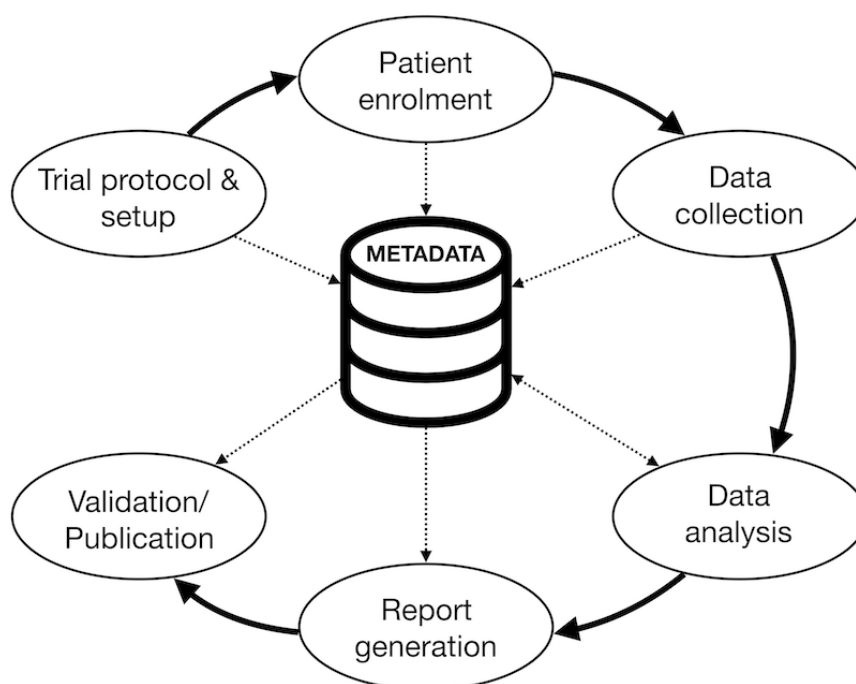 Patient
enrolment
Trial protocol &
setup
Data
collection
METADATA
Validation/
Publication
Data
analysis
Report
generation